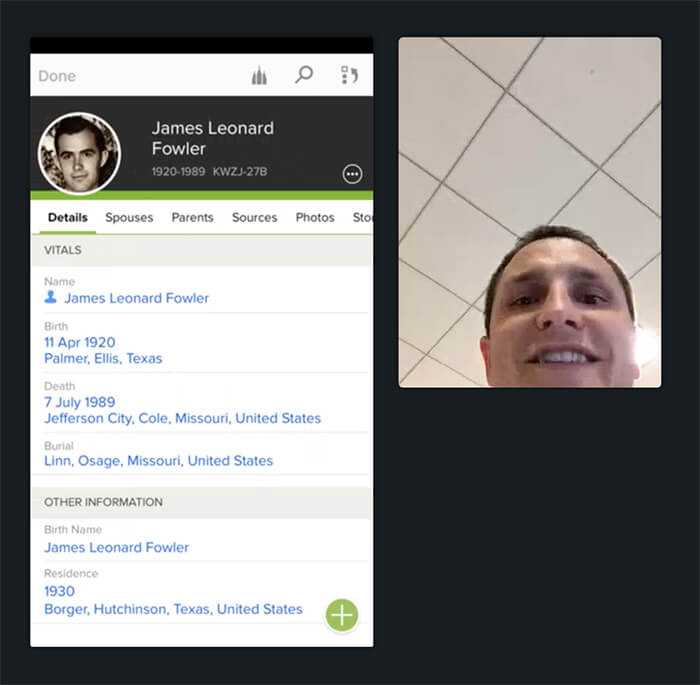 Done
James Leonard
Fowler
1920-1989 KWZJ-27B
Details Spouses Parents Sources Photos
VITALS
Name
James Leonard Fowler
Birth
11 Apr 1920
Palmer, Ellis, Texas
Death
7 July 1989
Jefferson City, Cole, Missouri, United States
Burial
Linn, Osage, Missouri, United States
OTHER INFORMATION
Birth Name
James Leonard Fowler
Residence
1930
Borger, Hutchinson, Texas, United States